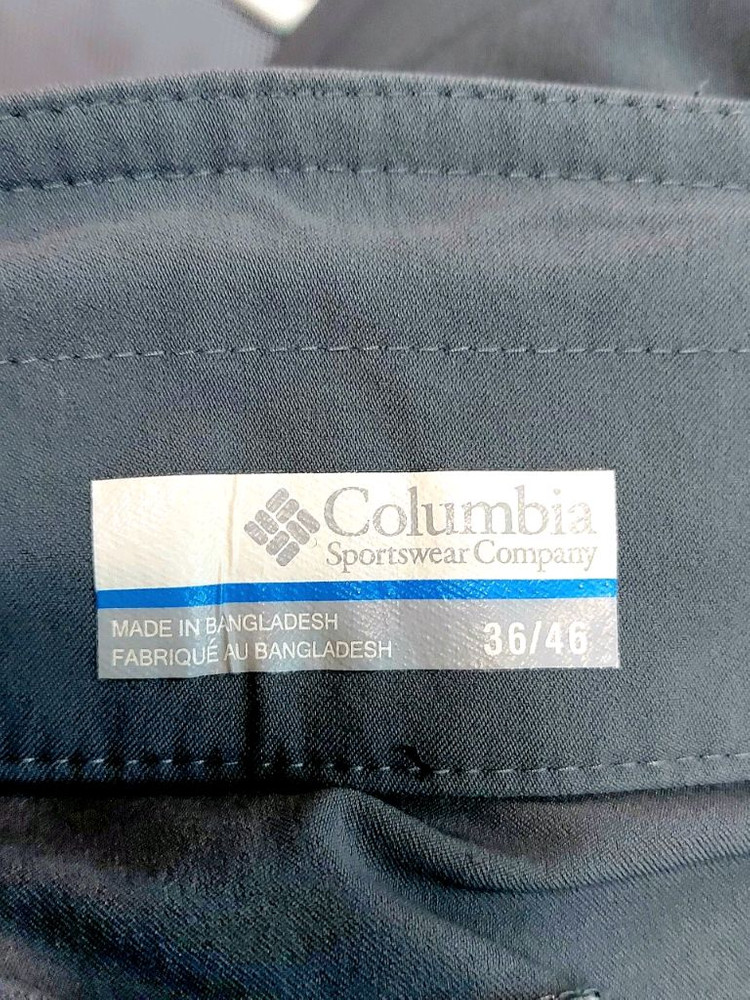 Columbia
Sportswear Company
MADE IN BANGLADESH
FABRIQUÉ AU BANGLADESH
36/46